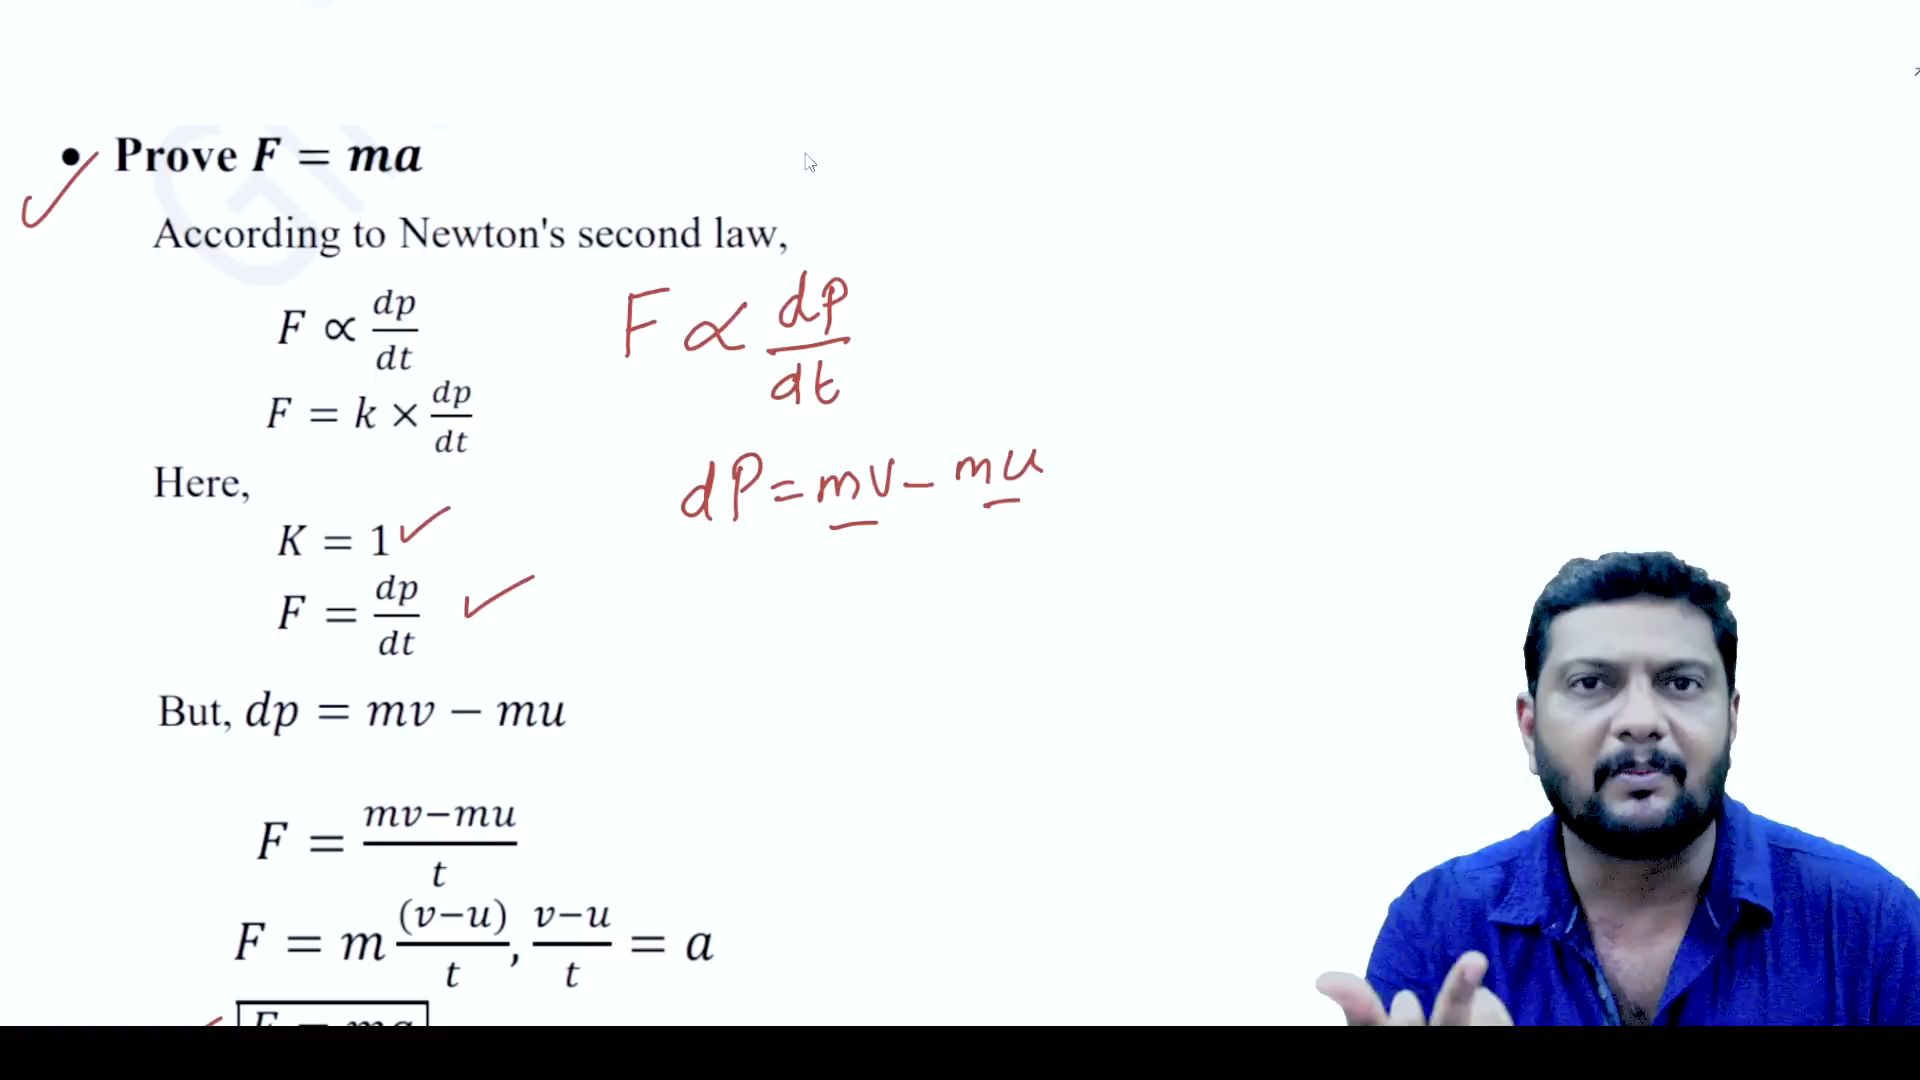 • Prove F = ma
According to Newton's second law,
F ∝ dp/dt
F ∝ dp/dt
F = k × dp/dt
Here,
dP = mv - mu
K = 1
F = dp/dt
But, dp = mv − mu
F = mv−mu/t
F = m (v−u)/t, v−u/t = a
F = ma